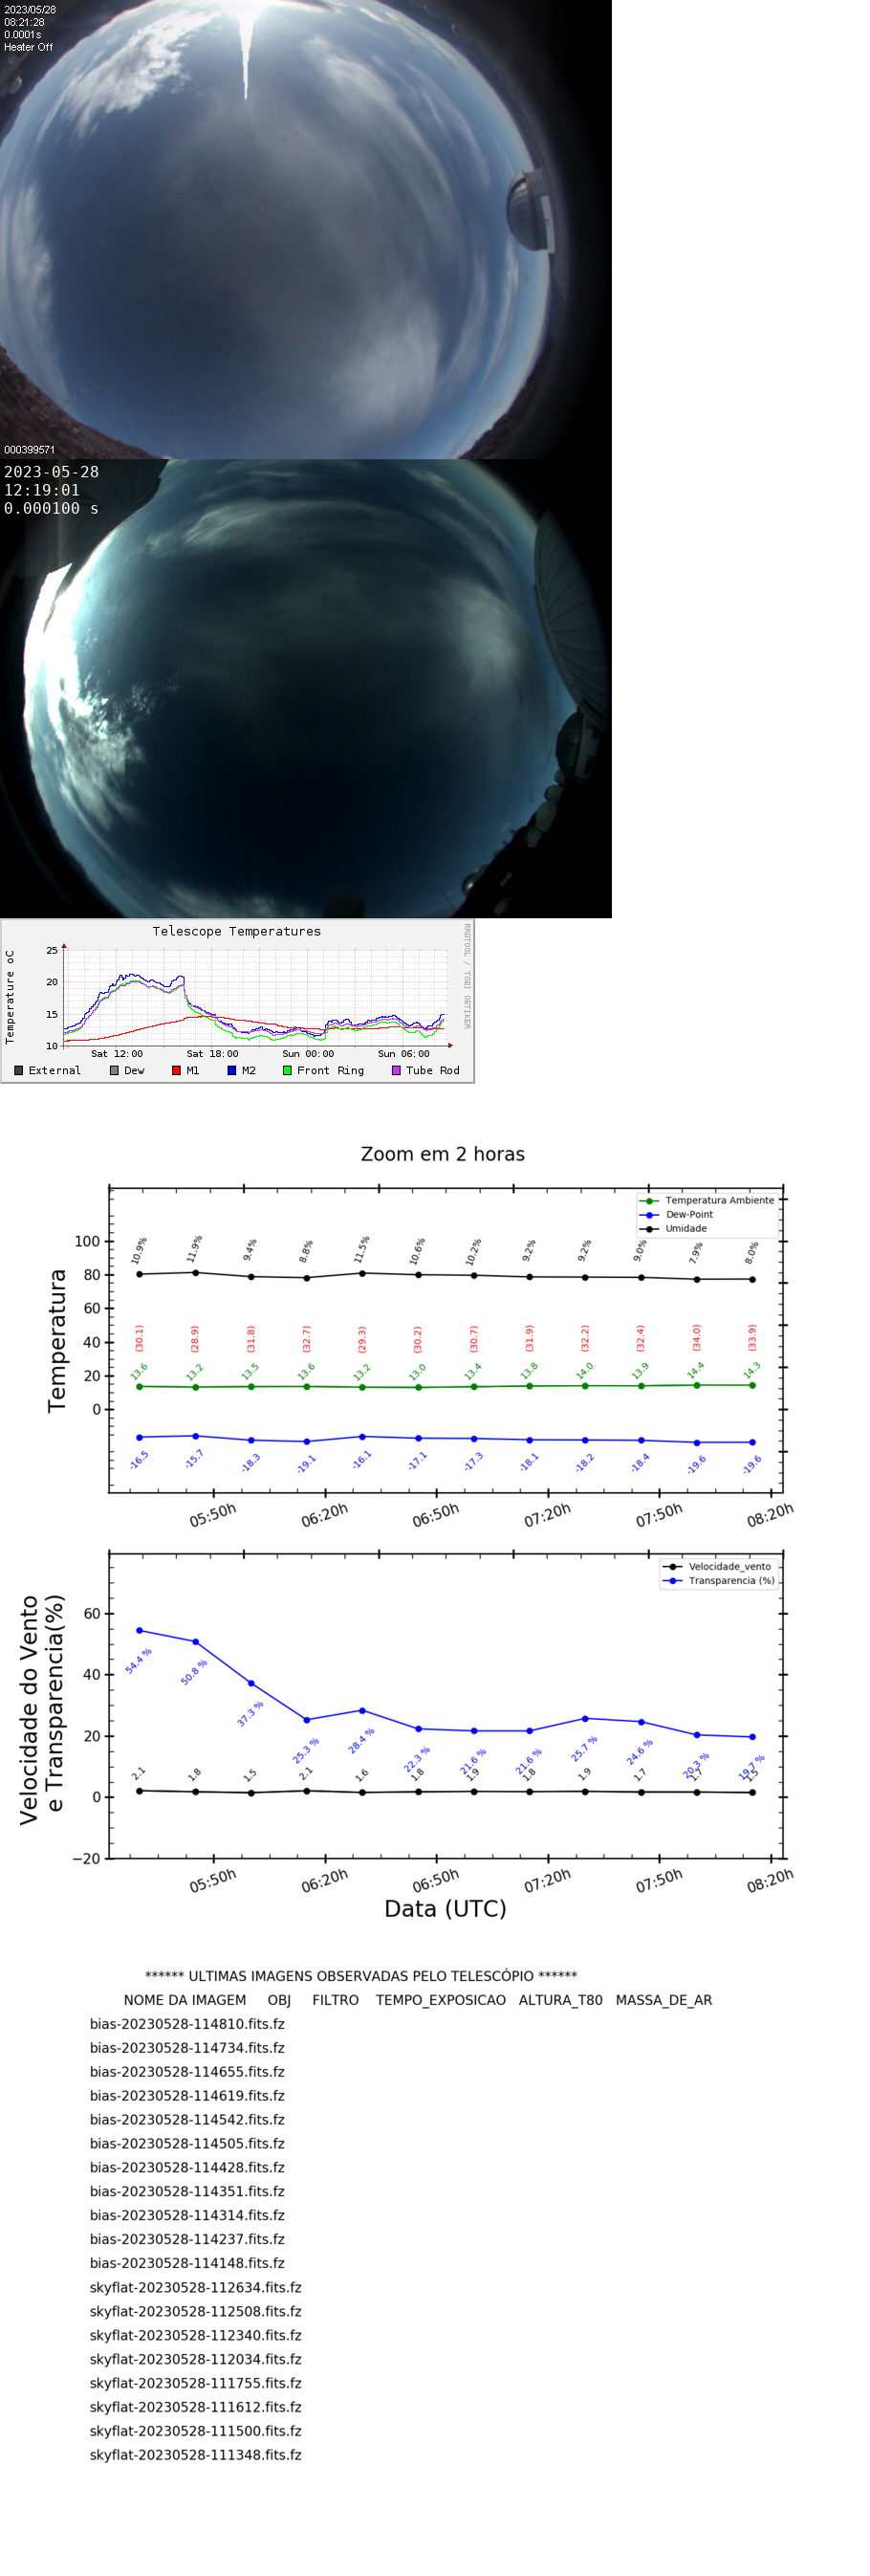 2023/05/28
08:21:28
0.0001s
Heater Off
000399571
2023-05-28
12:19:01
0.000100 s
Telescope Temperatures
RRDTOOL / TOBI OETIKER
Temperature oC
25
20
15
10
Sat 12:00 Sat 18:00 Sun 00:00 Sun 06:00
External Dew M1 M2 Front Ring Tube Rod
Zoom em 2 horas
Temperatura Ambiente
Dew-Point
Umidade
Temperatura
100
80
60
40
20
0
10.9% 11.9% 9.4% 8.8% 11.5% 10.6% 10.2% 9.2% 9.2% 9.0% 7.9% 8.0%
(30.1) (28.9) (31.8) (32.7) (29.3) (30.2) (30.7) (31.9) (32.2) (32.4) (34.0) (33.9)
13.6 13.2 13.5 13.6 13.2 13.0 13.4 13.8 14.0 13.9 14.4 14.3
-16.5 -15.7 -18.3 -19.1 -16.1 -17.1 -17.3 -18.1 -18.2 -18.4 -19.6 -19.6
05:50h 06:20h 06:50h 07:20h 07:50h 08:20h
Velocidade_vento
Transparencia (%)
Velocidade do Vento
e Transparencia(%)
60
40
20
0
−20
54.4 % 50.8 % 37.3 % 25.3 % 28.4 % 22.3 % 21.6 % 21.6 % 25.7 % 24.6 % 20.3 % 19.7 %
2.1 1.8 1.5 2.1 1.6 1.8 1.9 1.8 1.9 1.7 1.7 1.5
05:50h 06:20h 06:50h 07:20h 07:50h 08:20h
Data (UTC)
****** ULTIMAS IMAGENS OBSERVADAS PELO TELESCÓPIO ******
NOME DA IMAGEM OBJ FILTRO TEMPO_EXPOSICAO ALTURA_T80 MASSA_DE_AR
bias-20230528-114810.fits.fz
bias-20230528-114734.fits.fz
bias-20230528-114655.fits.fz
bias-20230528-114619.fits.fz
bias-20230528-114542.fits.fz
bias-20230528-114505.fits.fz
bias-20230528-114428.fits.fz
bias-20230528-114351.fits.fz
bias-20230528-114314.fits.fz
bias-20230528-114237.fits.fz
bias-20230528-114148.fits.fz
skyflat-20230528-112634.fits.fz
skyflat-20230528-112508.fits.fz
skyflat-20230528-112340.fits.fz
skyflat-20230528-112034.fits.fz
skyflat-20230528-111755.fits.fz
skyflat-20230528-111612.fits.fz
skyflat-20230528-111500.fits.fz
skyflat-20230528-111348.fits.fz